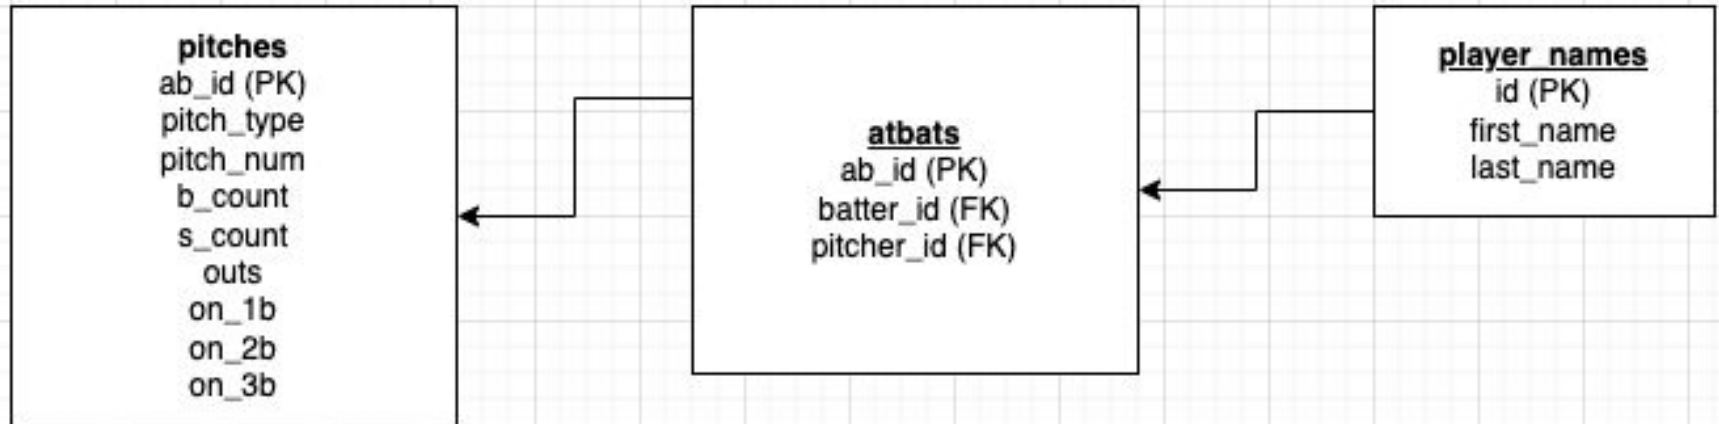 pitches
ab_id (PK)
pitch_type
pitch_num
b_count
s_count
outs
on_1b
on_2b
on_3b
atbats
ab_id (PK)
batter_id (FK)
pitcher_id (FK)
player_names
id (PK)
first_name
last_name